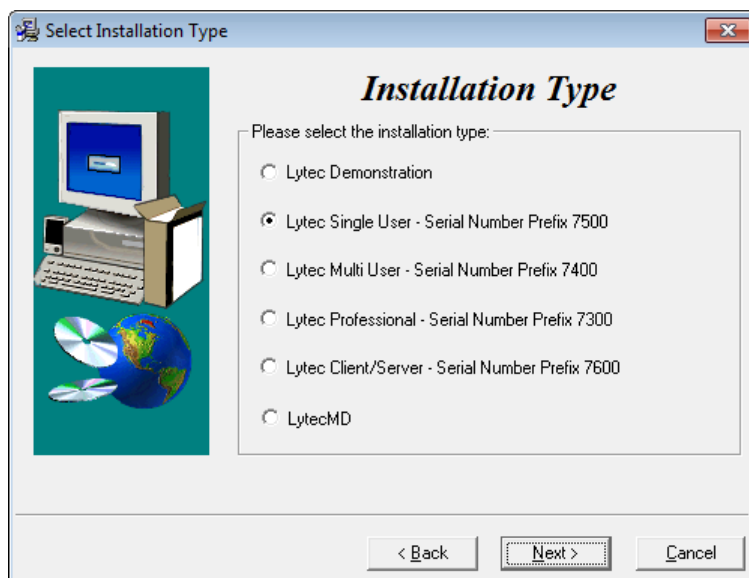 Select Installation Type
Installation Type
Please select the installation type:
Lytec Demonstration
Lytec Single User - Serial Number Prefix 7500
Lytec Multi User - Serial Number Prefix 7400
Lytec Professional - Serial Number Prefix 7300
Lytec Client/Server - Serial Number Prefix 7600
LytecMD
< Back
Next >
Cancel